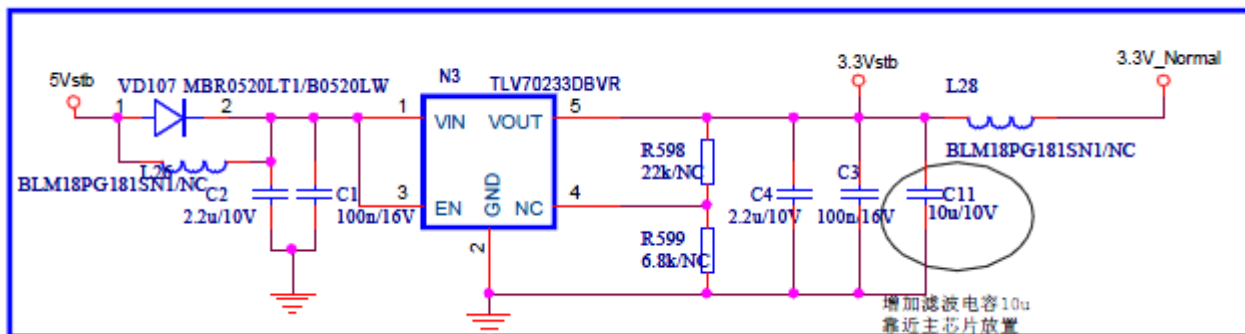 5Vstb
VD107 MBR0520LT1/B0520LW
1
2
L26
BLM18PG181SN1/NC
C2
2.2u/10V
C1
100n/16V
N3
TLV70233DBVR
1
VIN
VOUT
5
3
EN
GND
NC
4
2
R598
22k/NC
R599
6.8k/NC
C4
2.2u/10V
3.3Vstb
C3
100n/16V
C11
10u/10V
L28
BLM18PG181SN1/NC
3.3V_Normal
增加滤波电容10u
靠近主芯片放置